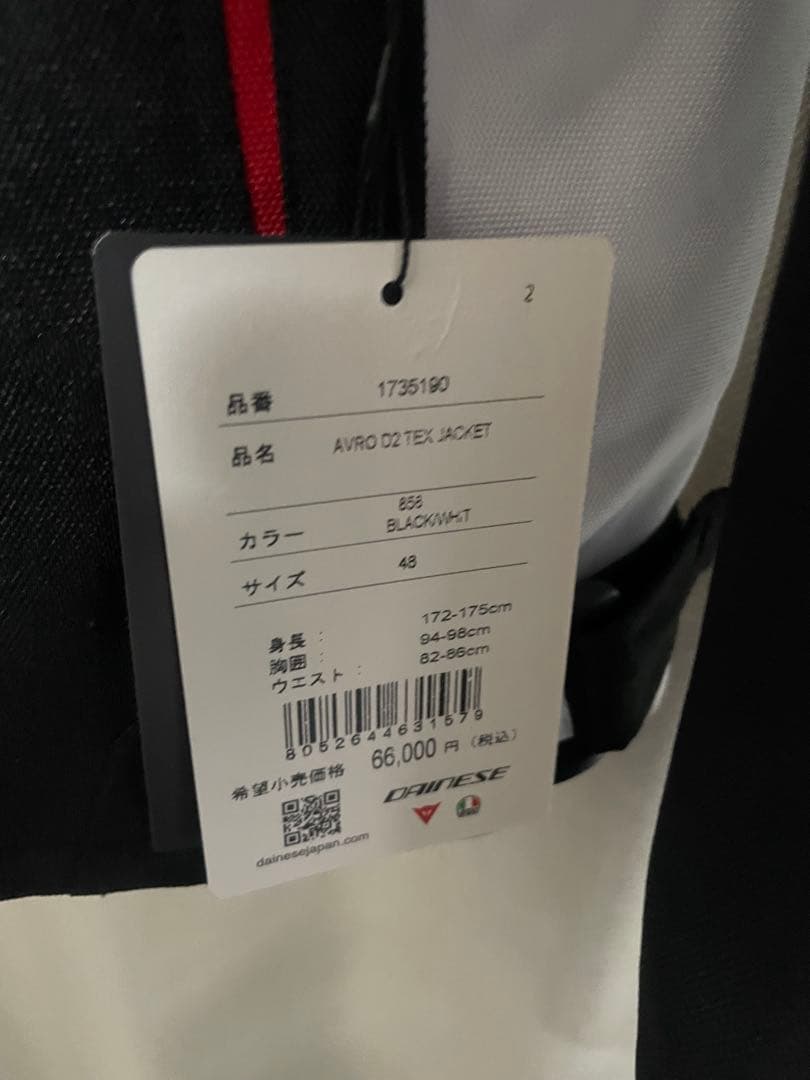 2
品番 1735190
品名 AVRO D2 TEX JACKET
858
カラー BLACK/WHIT
サイズ 48
身長 : 172-175cm
胸囲 : 94-98cm
ウエスト : 82-86cm
8052644631579
希望小売価格 66,000 円 (税込)
DAINESE
dainesejapan.com